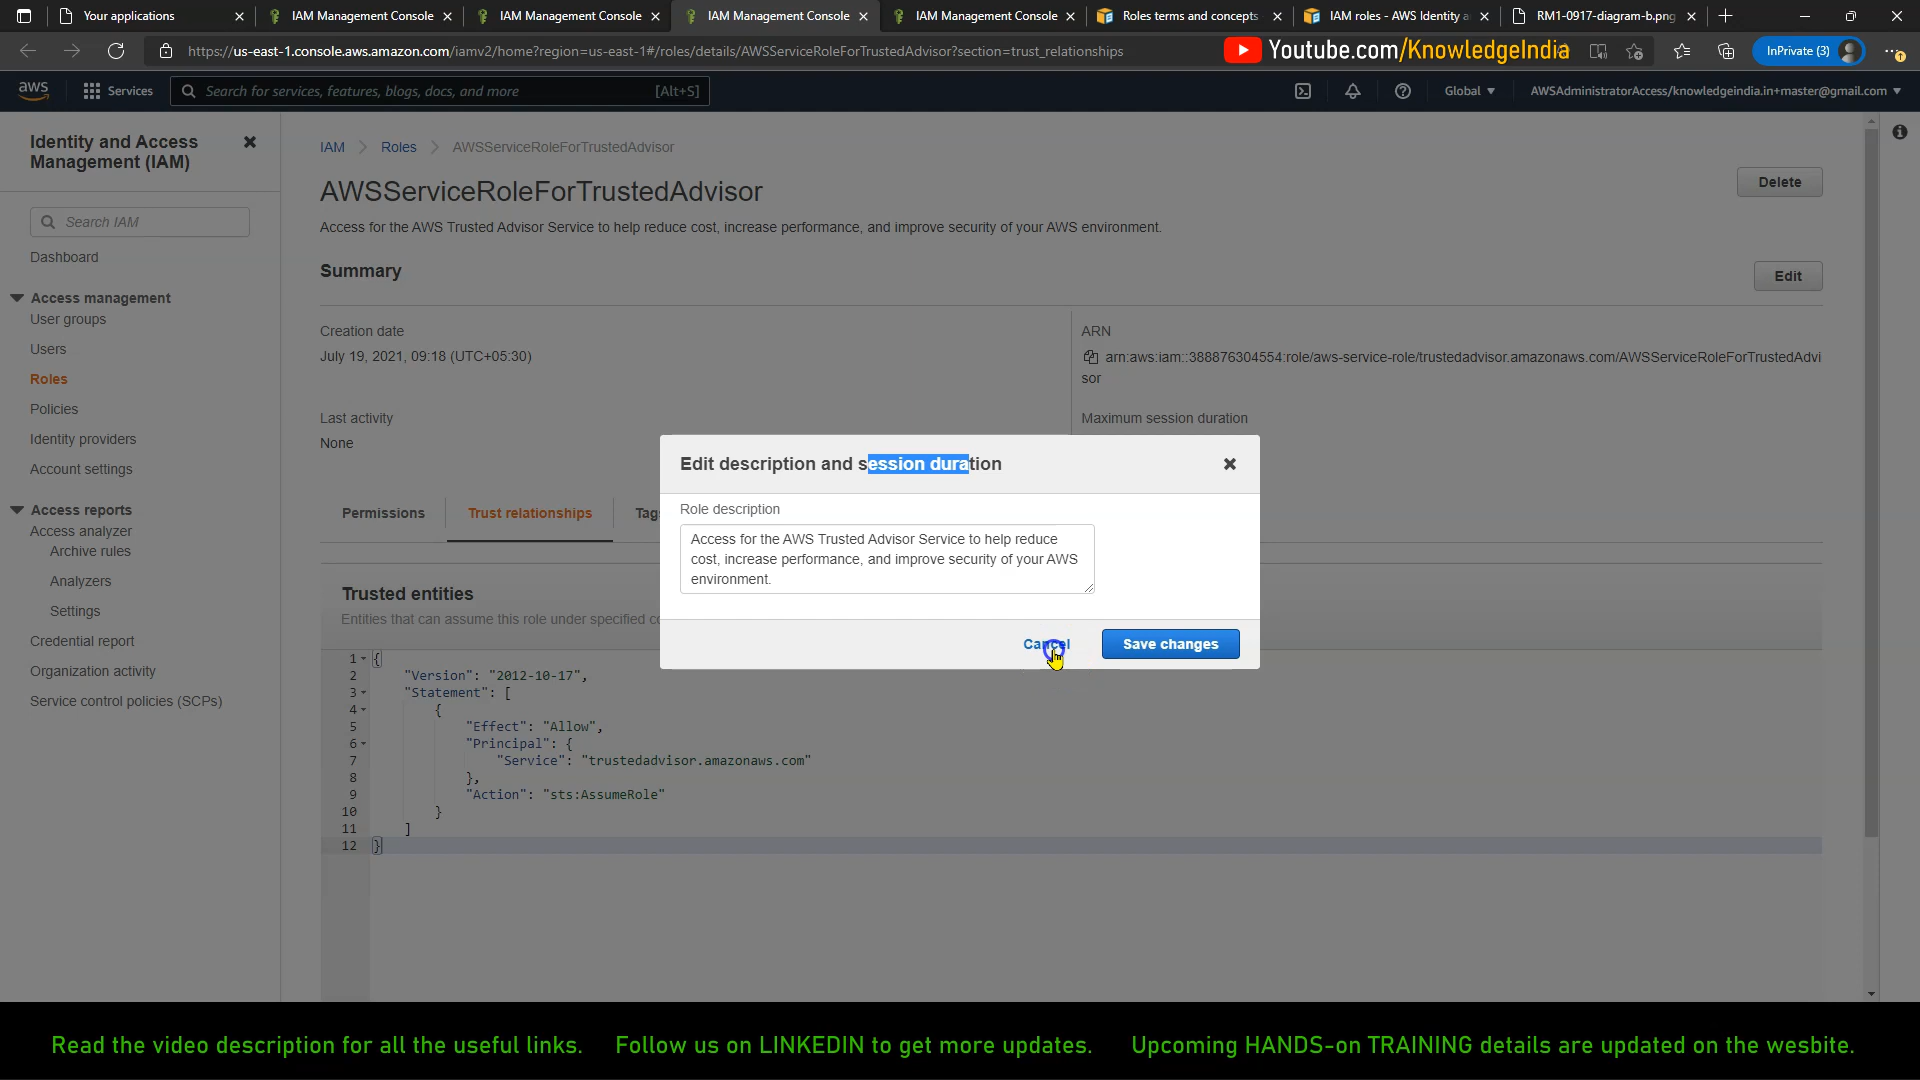 Your applications
IAM Management Console
IAM Management Console
IAM Management Console
IAM Management Console
Roles terms and concepts
IAM roles - AWS Identity a
RM1-0917-diagram-b.png
https://us-east-1.console.aws.amazon.com/iamv2/home?region=us-east-1#/roles/details/AWSServiceRoleForTrustedAdvisor?section=trust_relationships
Youtube.com/KnowledgeIndia
InPrivate (3)
aws
Services
Search for services, features, blogs, docs, and more
[Alt+S]
Global
AWSAdministratorAccess/knowledgeindia.in+master@gmail.com
Identity and Access
Management (IAM)
Search IAM
Dashboard
Access management
User groups
Users
Roles
Policies
Identity providers
Account settings
Access reports
Access analyzer
Archive rules
Analyzers
Settings
Credential report
Organization activity
Service control policies (SCPs)
IAM
Roles
AWSServiceRoleForTrustedAdvisor
AWSServiceRoleForTrustedAdvisor
Delete
Access for the AWS Trusted Advisor Service to help reduce cost, increase performance, and improve security of your AWS environment.
Summary
Edit
Creation date
July 19, 2021, 09:18 (UTC+05:30)
ARN
arn:aws:iam::388876304554:role/aws-service-role/trustedadvisor.amazonaws.com/AWSServiceRoleForTrustedAdvi
sor
Last activity
None
Maximum session duration
Permissions
Trust relationships
Tag
Trusted entities
Entities that can assume this role under specified c
1 {
2 "Version": "2012-10-17",
3 "Statement": [
4 {
5 "Effect": "Allow",
6 "Principal": {
7 "Service": "trustedadvisor.amazonaws.com"
8 },
9 "Action": "sts:AssumeRole"
10 }
11 ]
12 }
Edit description and session duration
Role description
Access for the AWS Trusted Advisor Service to help reduce
cost, increase performance, and improve security of your AWS
environment.
Cancel
Save changes
Read the video description for all the useful links. Follow us on LINKEDIN to get more updates. Upcoming HANDS-on TRAINING details are updated on the wesbite.